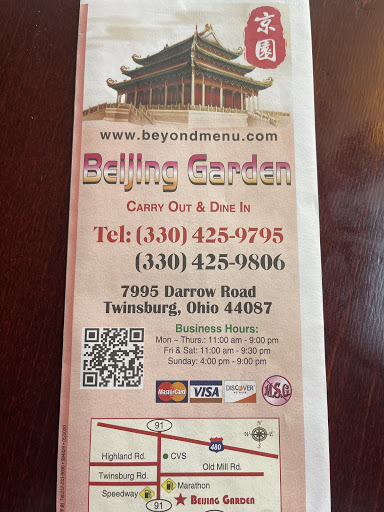 京
園
www.beyondmenu.com
Beijing Garden
CARRY OUT & DINE IN
Tel: (330) 425-9795
(330) 425-9806
7995 Darrow Road
Twinsburg, Ohio 44087
Business Hours:
Mon - Thurs.: 11:00 am - 9:00 pm
Fri & Sat: 11:00 am - 9:30 pm
Sunday: 4:00 pm - 9:00 pm
MasterCard VISA DISCOVER NETWORK M.S.G
91
480
Highland Rd.
CVS
Old Mill Rd.
Twinsburg Rd.
Marathon
Speedway
BEIJING GARDEN
91